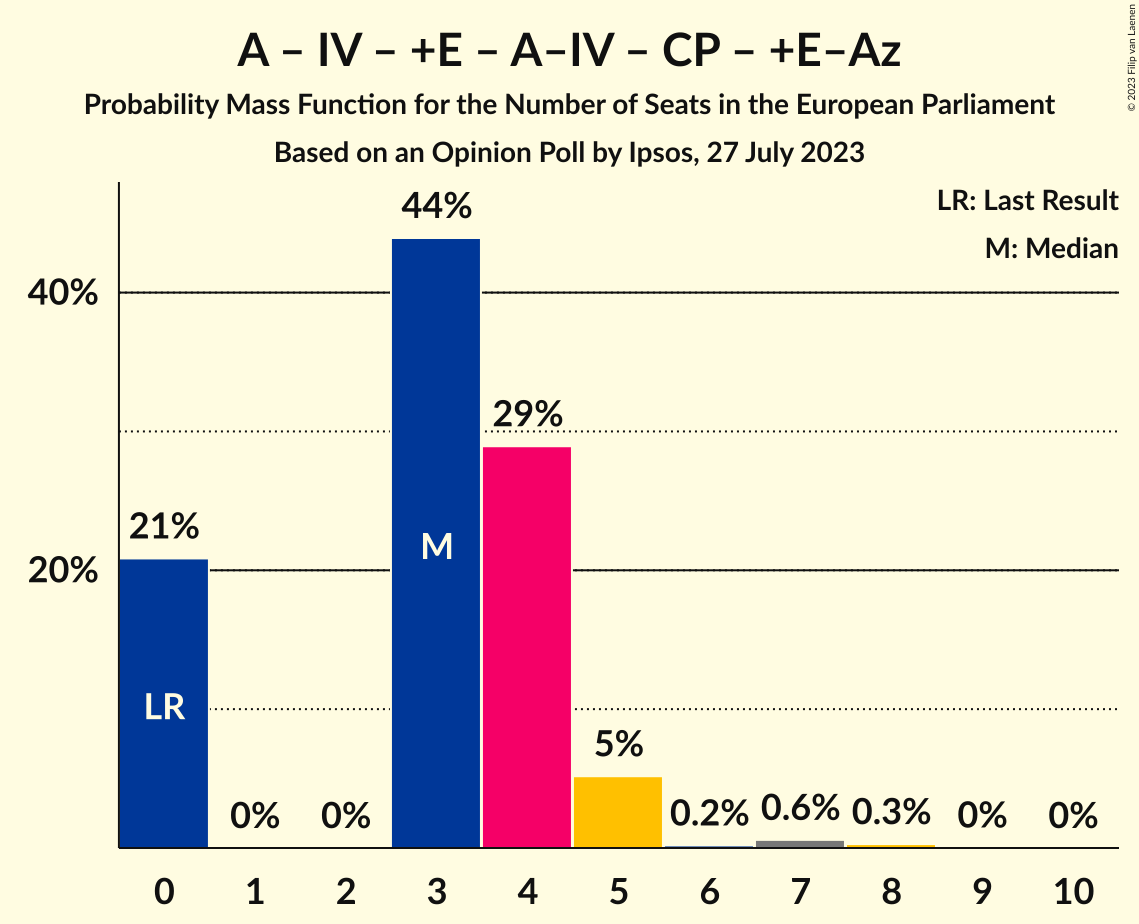 A – IV – +E – A–IV – CP – +E–Az
Probability Mass Function for the Number of Seats in the European Parliament
Based on an Opinion Poll by Ipsos, 27 July 2023
© 2023 Filip van Laenen
LR: Last Result
M: Median
44%
40%
29%
21%
M
20%
LR
5%
0%
0%
0.2%
0.6%
0.3%
0%
0%
0 1 2 3 4 5 6 7 8 9 10